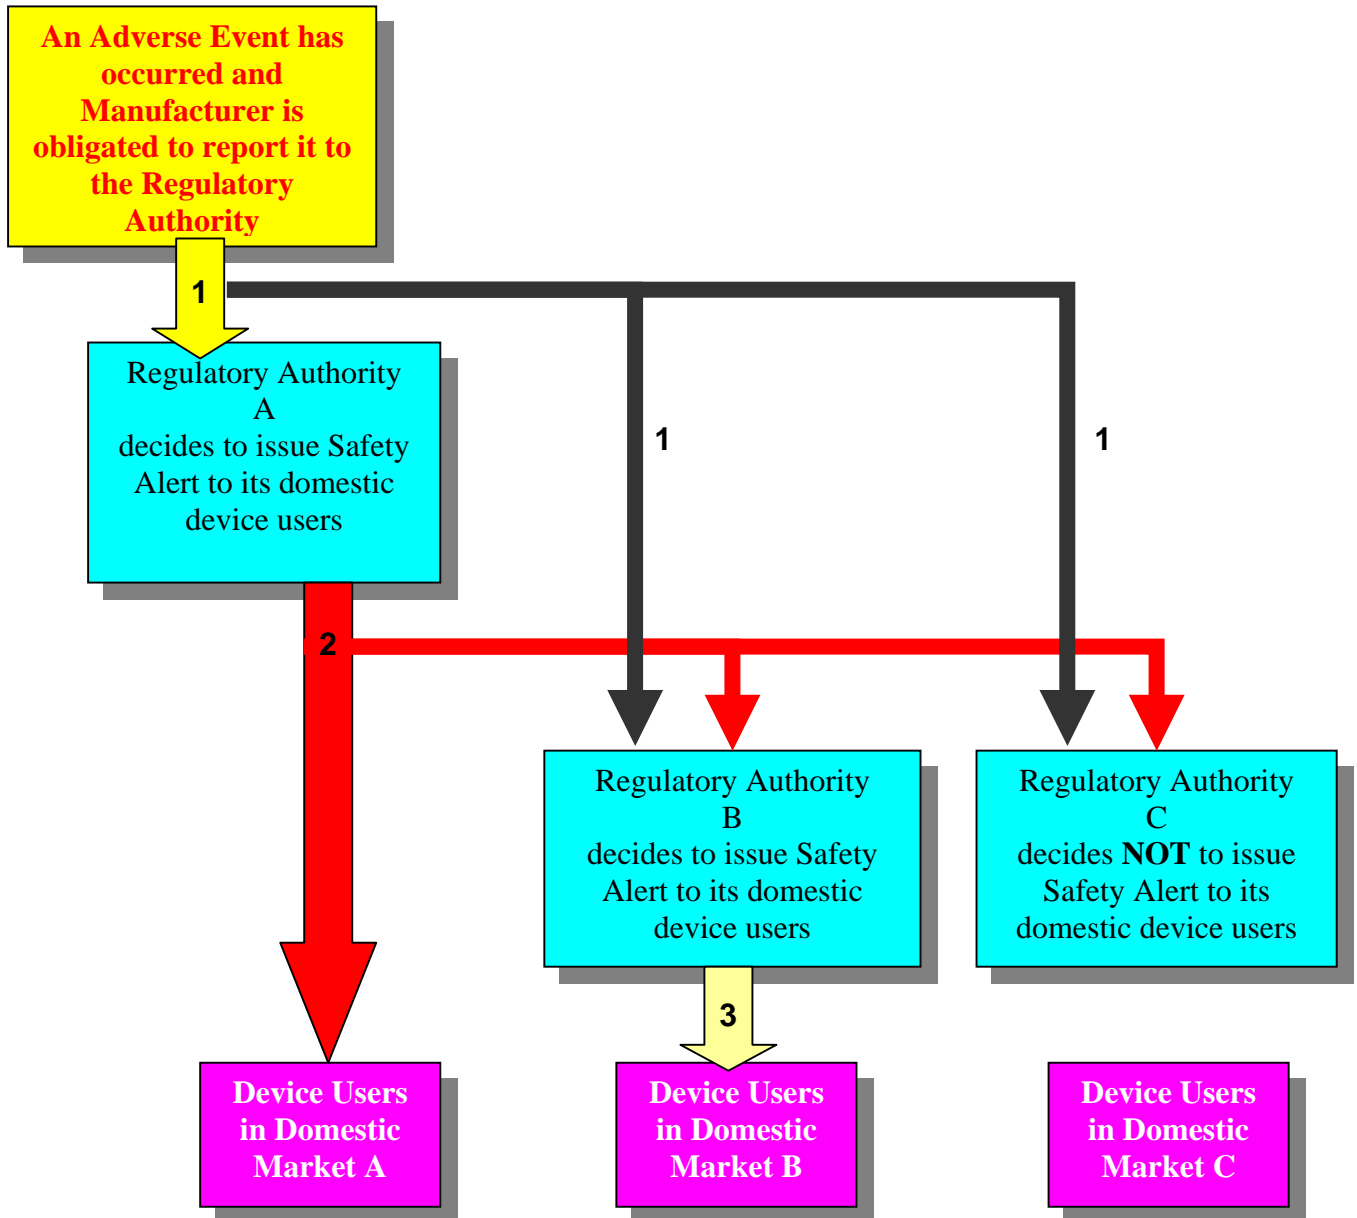 An Adverse Event has
occurred and
Manufacturer is
obligated to report it to
the Regulatory
Authority
1
Regulatory Authority
A
decides to issue Safety
Alert to its domestic
device users
1
1
2
Regulatory Authority
B
decides to issue Safety
Alert to its domestic
device users
Regulatory Authority
C
decides NOT to issue
Safety Alert to its
domestic device users
3
Device Users
in Domestic
Market A
Device Users
in Domestic
Market B
Device Users
in Domestic
Market C